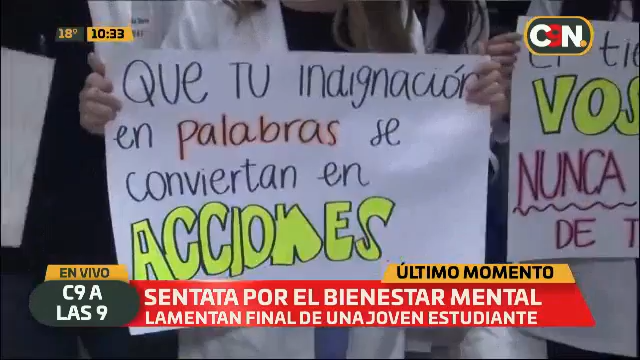 18°
10:33
C9N.
QUE TU INDIGNACIÓN
en PALABRAS se
conviertan en
ACCIONES
VOS
NUNCA
DE
EN VIVO
C9 A
LAS 9
ÚLTIMO MOMENTO
SENTATA POR EL BIENESTAR MENTAL
LAMENTAN FINAL DE UNA JOVEN ESTUDIANTE